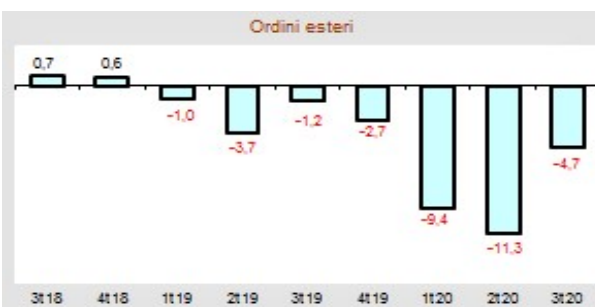 Ordini esteri
0,7 0,6
-1,0 -3,7 -1,2 -2,7 -9,4 -11,3 -4,7
3t18 4t18 1t19 2t19 3t19 4t19 1t20 2t20 3t20